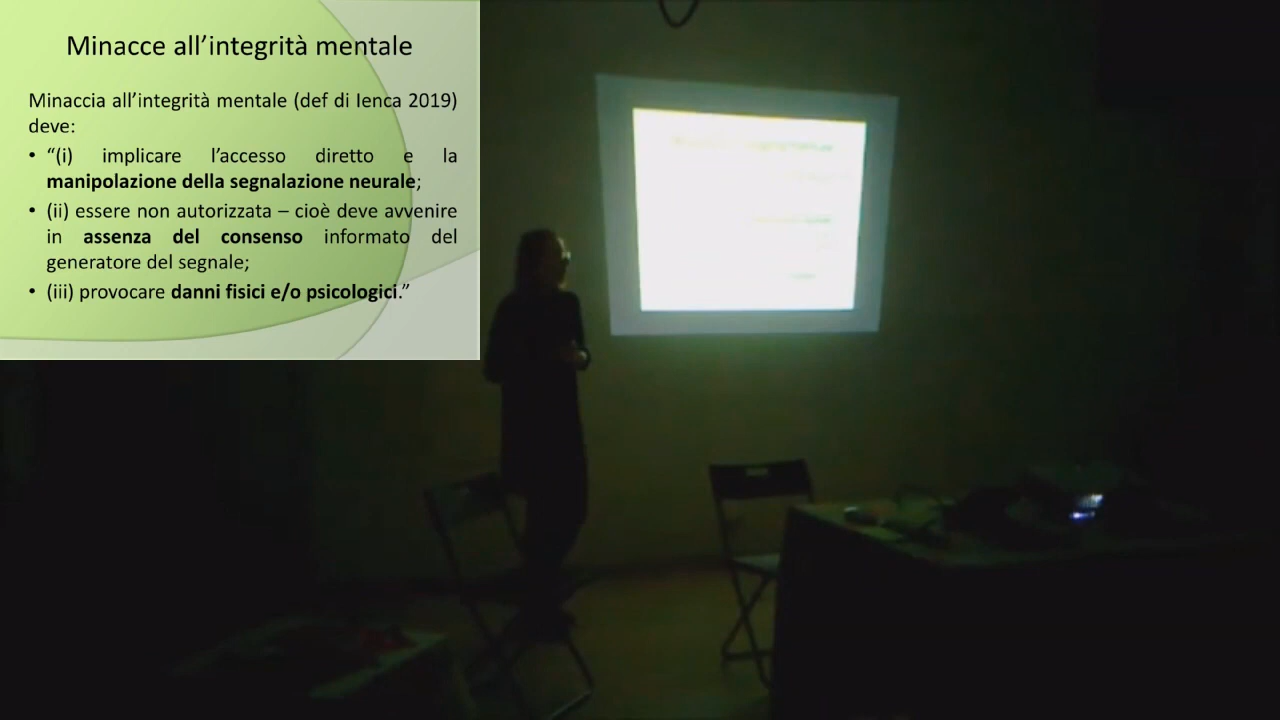 Minacce all’integrità mentale
Minaccia all’integrità mentale (def di Ienca 2019)
deve:
• “(i) implicare l’accesso diretto e la
manipolazione della segnalazione neurale;
• (ii) essere non autorizzata – cioè deve avvenire
in assenza del consenso informato del
generatore del segnale;
• (iii) provocare danni fisici e/o psicologici.”